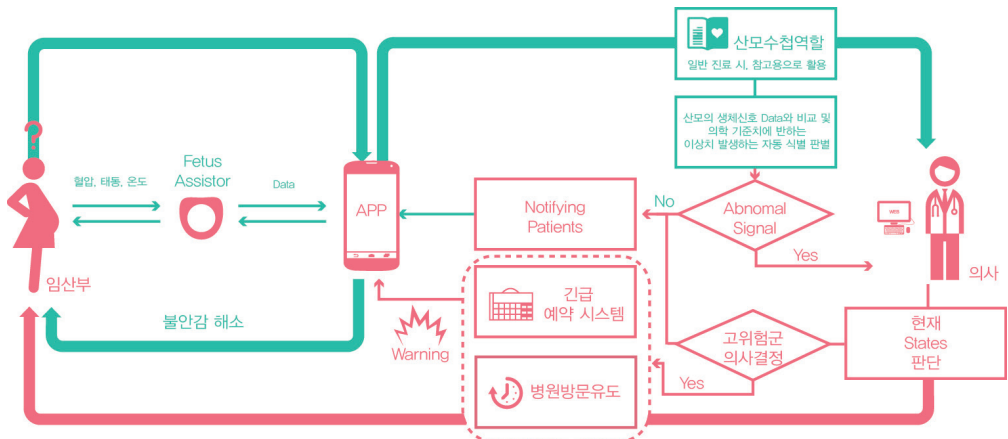 산모수첩역할
일반 진료 시, 참고용으로 활용
산모의 생체신호 Data와 비교 및
의학 기준치에 반하는
이상치 발생하는 자동 식별 판별
?
Fetus
Assistor
혈압, 태동, 온도
Data
APP
Notifying
Patients
No
Abnomal
Signal
Yes
WEB
임산부
의사
불안감 해소
Warning
긴급
예약 시스템
고위험군
의사결정
현재
States
판단
Yes
병원방문유도